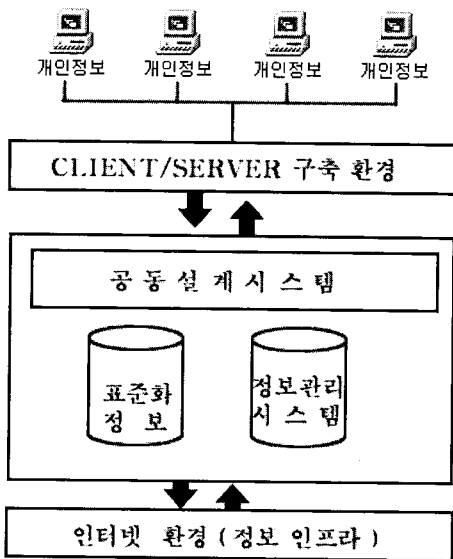 개인정보 개인정보 개인정보 개인정보
CLIENT/SERVER 구축 환경
공 동 설 계 시 스 템
표준화 정보관리
정 보 시 스 템
인터넷 환경 ( 정보 인프라 )